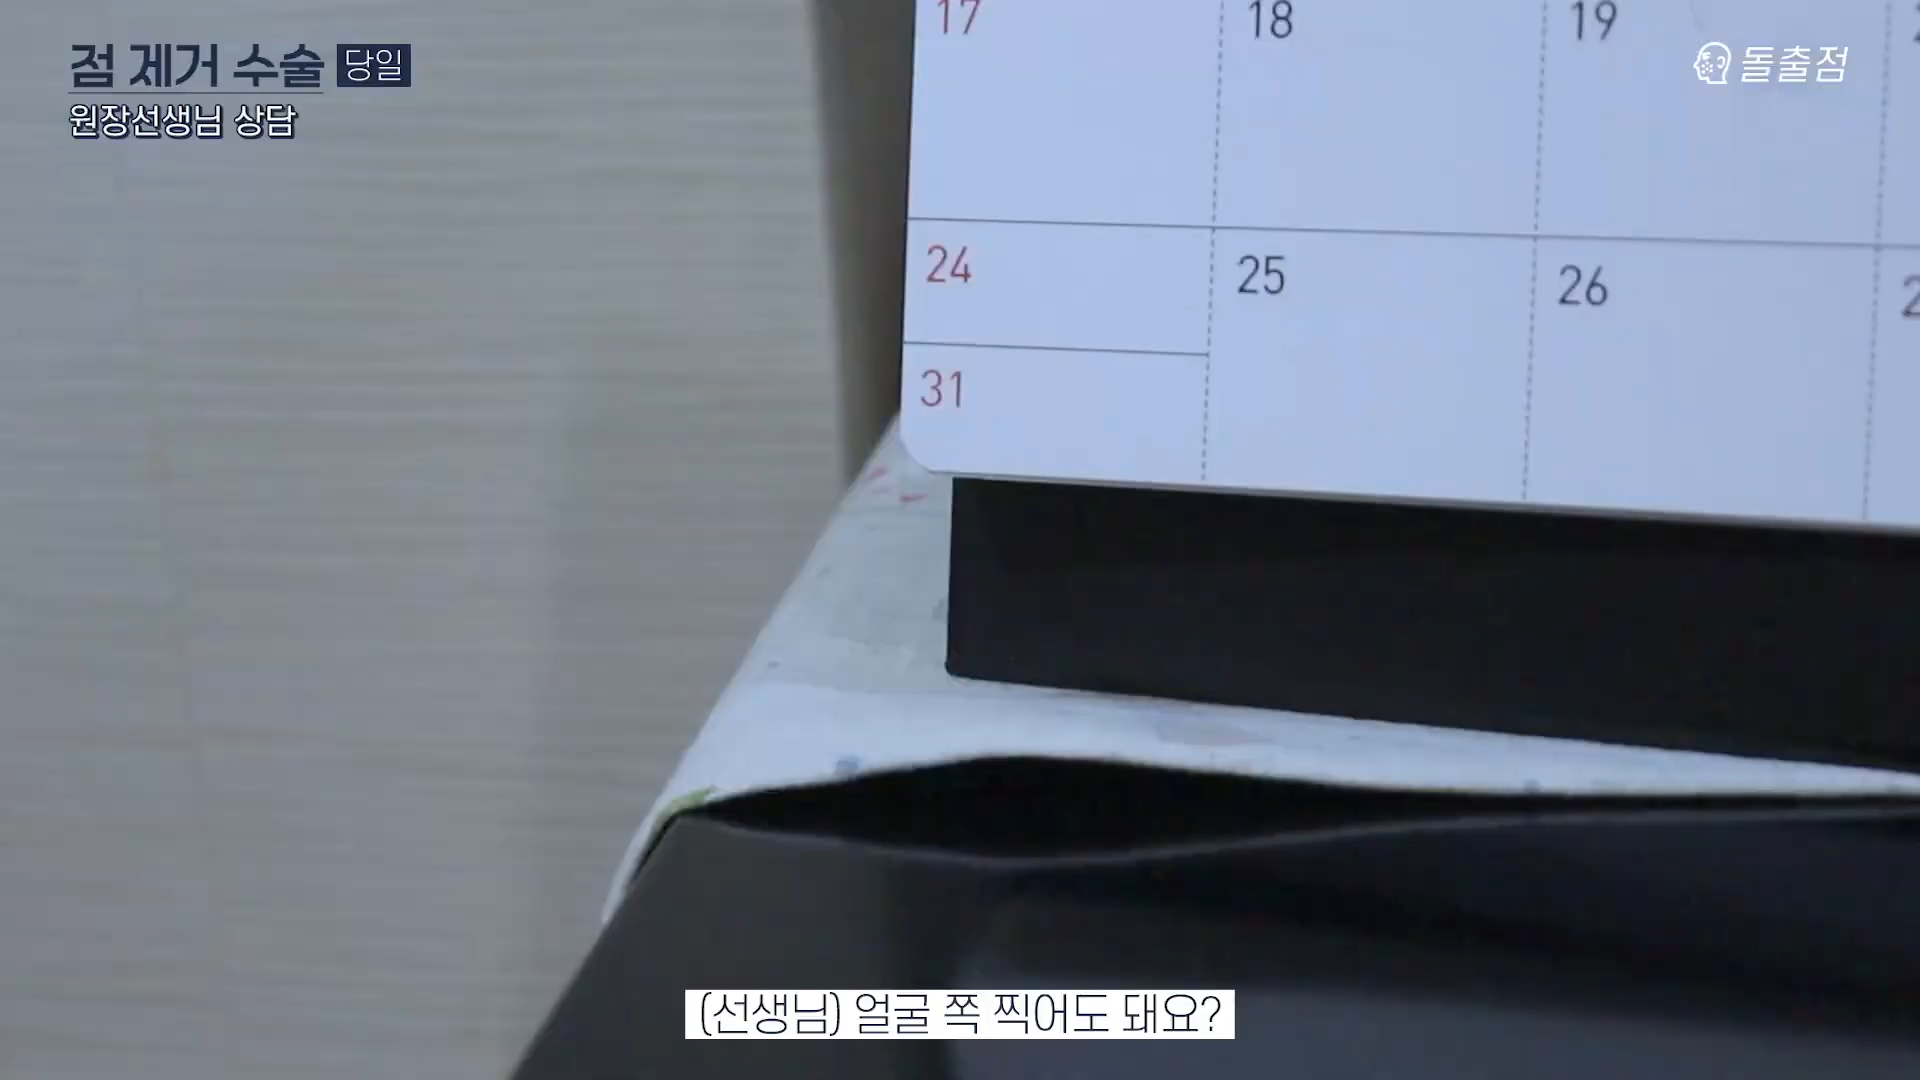 점 제거 수술 당일
원장선생님 상담
돌출점
17 18 19
24 25 26
31
(선생님) 얼굴 쪽 찍어도 돼요?